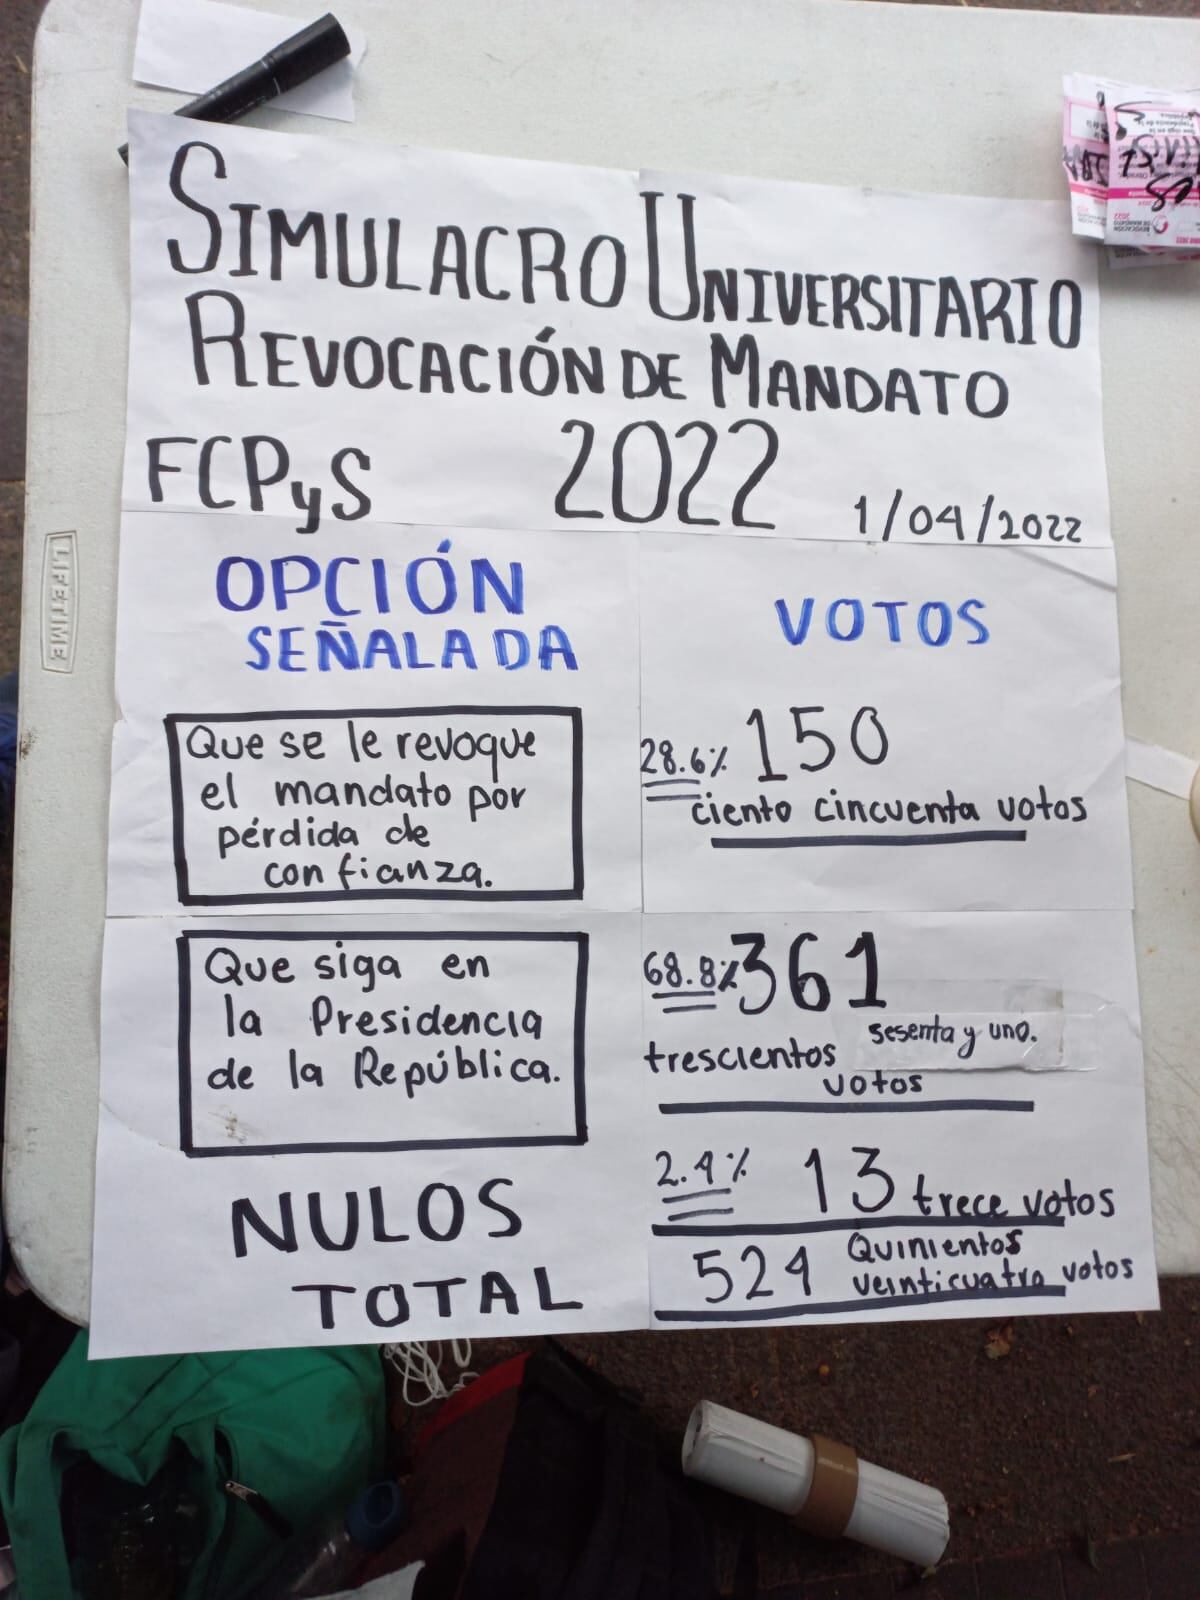 SIMULACRO UNIVERSITARIO
REVOCACIÓN DE MANDATO
FCPyS 2022 1/04/2022
OPCIÓN
SEÑALADA
VOTOS
Que se le revoque
el mandato por
pérdida de
confianza.
28.6% 150
ciento cincuenta votos
Que siga en
la Presidencia
de la República.
68.8% 361
trescientos sesenta y uno.
votos
NULOS
2.4% 13 trece votos
TOTAL
524 Quinientos
veinticuatro votos
LIFETIME